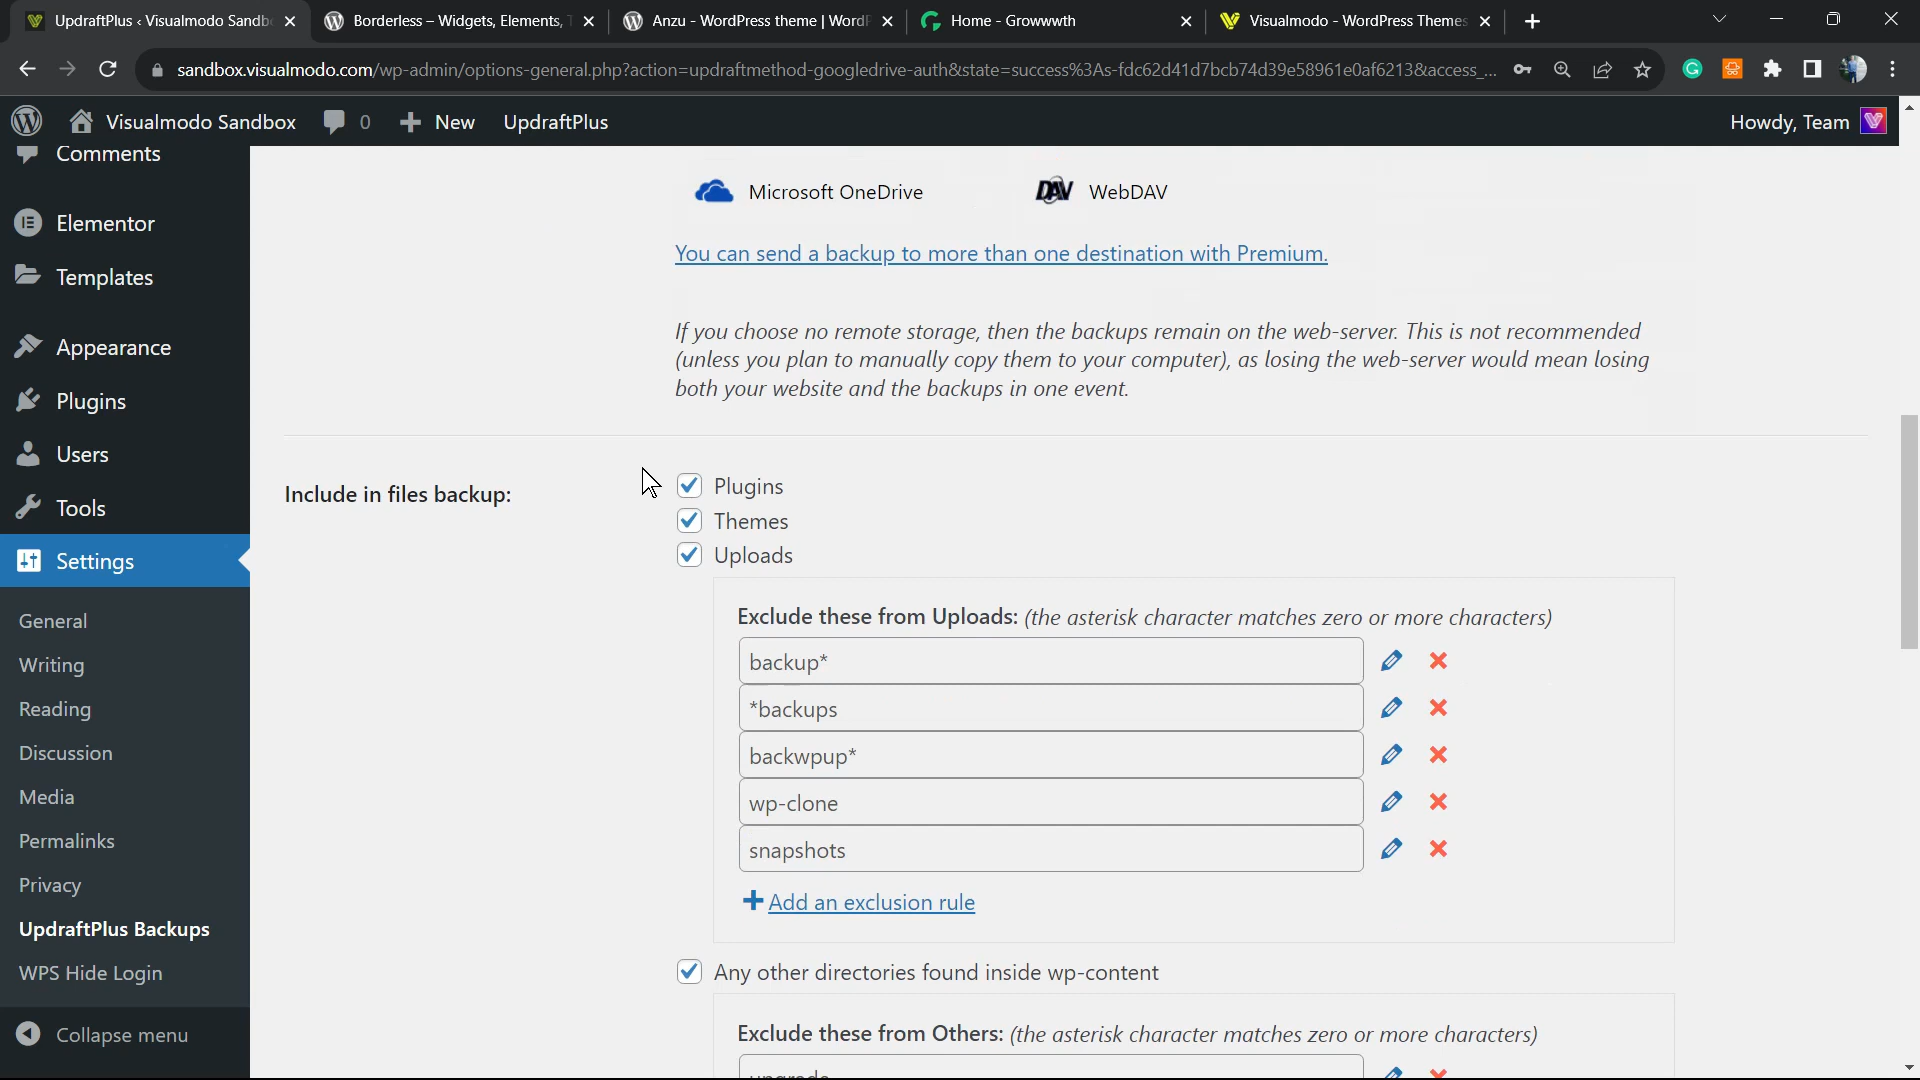 UpdraftPlus ‹ Visualmodo Sandb
Borderless – Widgets, Elements, T
Anzu - WordPress theme | WordP
Home - Growwwth
Visualmodo - WordPress Themes
sandbox.visualmodo.com/wp-admin/options-general.php?action=updraftmethod-googledrive-auth&state=success%3As-fdc62d41d7bcb74d39e58961e0af6213&access_...
Visualmodo Sandbox
0
New
UpdraftPlus
Howdy, Team
Comments
Elementor
Templates
Appearance
Plugins
Users
Tools
Settings
General
Writing
Reading
Discussion
Media
Permalinks
Privacy
UpdraftPlus Backups
WPS Hide Login
Collapse menu
Microsoft OneDrive
DAV WebDAV
You can send a backup to more than one destination with Premium.
If you choose no remote storage, then the backups remain on the web-server. This is not recommended
(unless you plan to manually copy them to your computer), as losing the web-server would mean losing
both your website and the backups in one event.
Include in files backup:
Plugins
Themes
Uploads
Exclude these from Uploads: (the asterisk character matches zero or more characters)
backup*
*backups
backwpup*
wp-clone
snapshots
Add an exclusion rule
Any other directories found inside wp-content
Exclude these from Others: (the asterisk character matches zero or more characters)